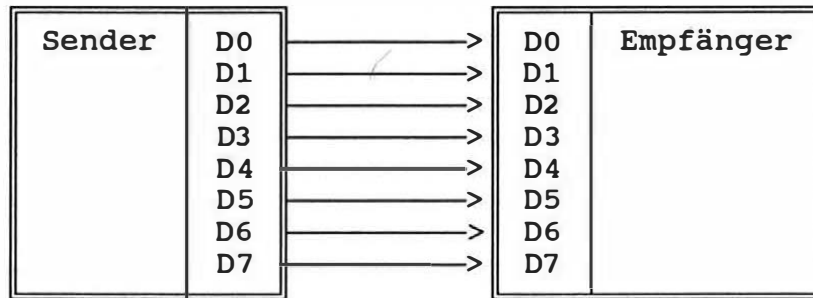 Sender D0 D0 Empfänger
D1 D1
D2 D2
D3 D3
D4 D4
D5 D5
D6 D6
D7 D7